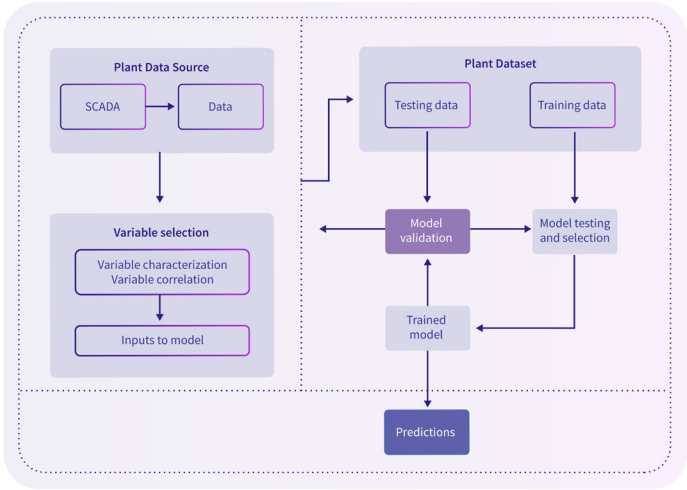 Plant Data Source
SCADA
Data
Variable selection
Variable characterization
Variable correlation
Inputs to model
Plant Dataset
Testing data
Training data
Model
validation
Model testing
and selection
Trained
model
Predictions